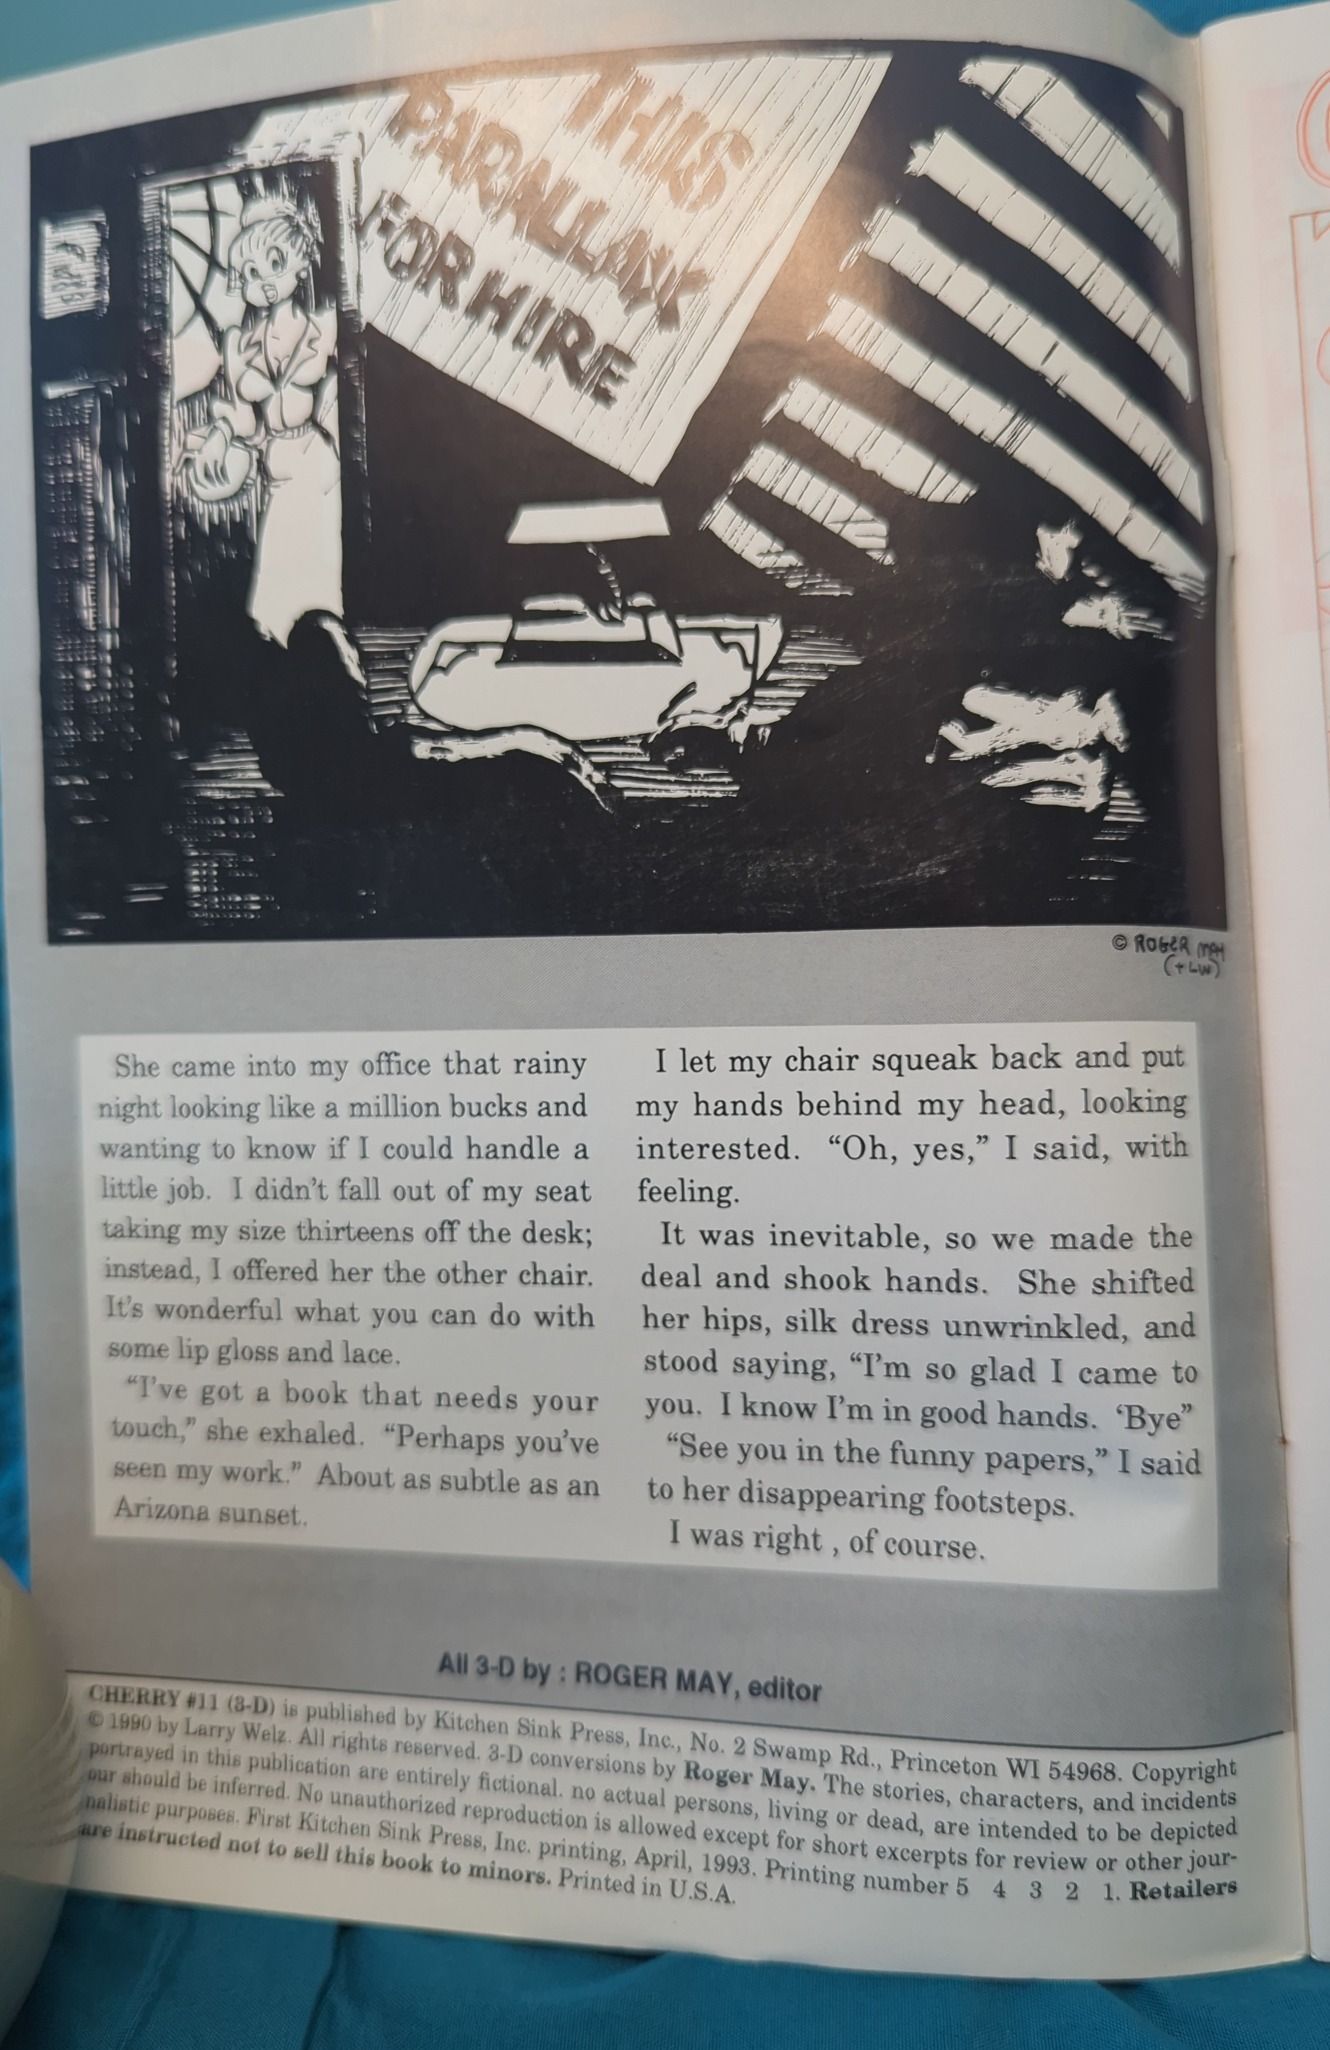 THIS
PARALLAX
FOR HIRE
© ROGER MAY
(+LW)
She came into my office that rainy
night looking like a million bucks and
wanting to know if I could handle a
little job. I didn't fall out of my seat
taking my size thirteens off the desk;
instead, I offered her the other chair.
It's wonderful what you can do with
some lip gloss and lace.
“I've got a book that needs your
touch,” she exhaled. “Perhaps you've
seen my work.” About as subtle as an
Arizona sunset.
I let my chair squeak back and put
my hands behind my head, looking
interested. “Oh, yes,” I said, with
feeling.
It was inevitable, so we made the
deal and shook hands. She shifted
her hips, silk dress unwrinkled, and
stood saying, “I'm so glad I came to
you. I know I'm in good hands. ‘Bye”
“See you in the funny papers,” I said
to her disappearing footsteps.
I was right , of course.
All 3-D by : ROGER MAY, editor
CHERRY #11 (3-D) is published by Kitchen Sink Press, Inc., No. 2 Swamp Rd., Princeton WI 54968. Copyright
© 1990 by Larry Welz. All rights reserved. 3-D conversions by Roger May. The stories, characters, and incidents
portrayed in this publication are entirely fictional. no actual persons, living or dead, are intended to be depicted
our should be inferred. No unauthorized reproduction is allowed except for short excerpts for review or other jour-
nalistic purposes. First Kitchen Sink Press, Inc. printing, April, 1993. Printing number 5 4 3 2 1. Retailers
are instructed not to sell this book to minors. Printed in U.S.A.